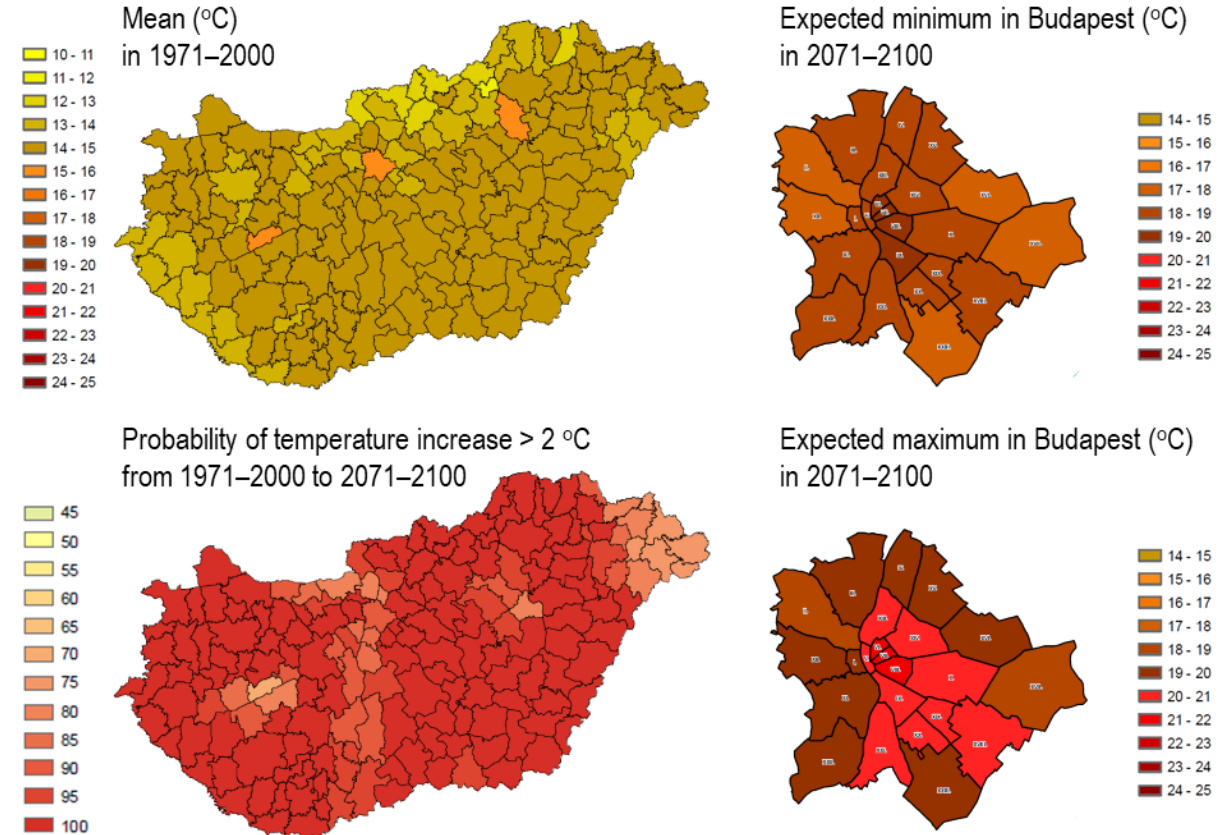 Mean (°C)
in 1971–2000
10 - 11
11 - 12
12 - 13
13 - 14
14 - 15
15 - 16
16 - 17
17 - 18
18 - 19
19 - 20
20 - 21
21 - 22
22 - 23
23 - 24
24 - 25
Expected minimum in Budapest (°C)
in 2071–2100
14 - 15
15 - 16
16 - 17
17 - 18
18 - 19
19 - 20
20 - 21
21 - 22
22 - 23
23 - 24
24 - 25
Probability of temperature increase > 2 °C
from 1971–2000 to 2071–2100
45
50
55
60
65
70
75
80
85
90
95
100
Expected maximum in Budapest (°C)
in 2071–2100
14 - 15
15 - 16
16 - 17
17 - 18
18 - 19
19 - 20
20 - 21
21 - 22
22 - 23
23 - 24
24 - 25